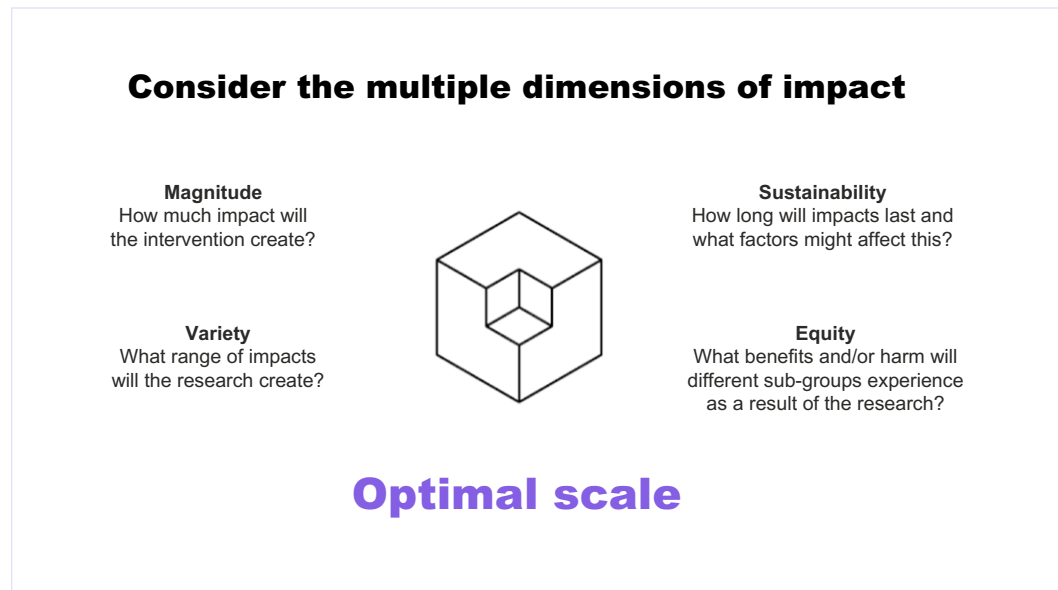 Consider the multiple dimensions of impact
Magnitude
How much impact will
the intervention create?
Variety
What range of impacts
will the research create?
Sustainability
How long will impacts last and
what factors might affect this?
Equity
What benefits and/or harm will
different sub-groups experience
as a result of the research?
Optimal scale